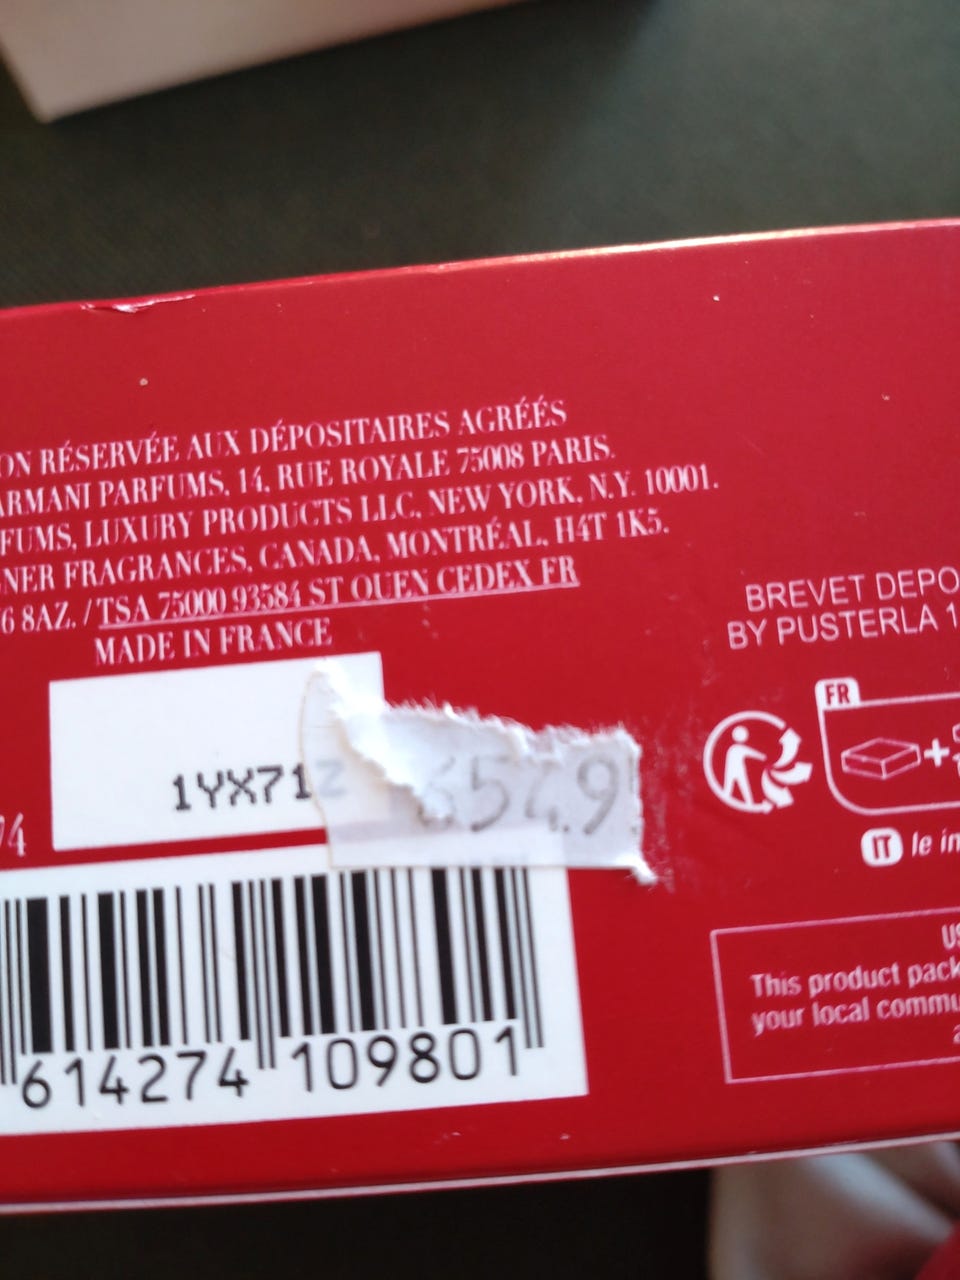 ON RÉSERVÉE AUX DÉPOSITAIRES AGRÉÉS
ARMANI PARFUMS, 14, RUE ROYALE 75008 PARIS.
FUMS, LUXURY PRODUCTS LLC, NEW YORK, N.Y. 10001.
GNER FRAGRANCES, CANADA, MONTRÉAL, H4T 1K5.
6 8AZ. / TSA 75000 93584 ST OUEN CEDEX FR
MADE IN FRANCE
1YX71
74
614274 109801
BREVET DEPO
BY PUSTERLA 1
FR
+
IT le in
US
This product pack
your local commu
a